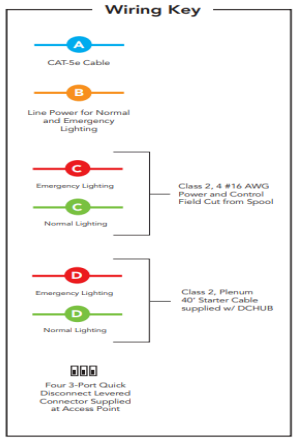 Wiring Key
A
CAT-5e Cable
B
Line Power for Normal
and Emergency
Lighting
C
Emergency Lighting
C
Normal Lighting
Class 2, 4 #16 AWG
Power and Control
Field Cut from Spool
D
Emergency Lighting
D
Normal Lighting
Class 2, Plenum
40' Starter Cable
supplied w/ DCHUB
Four 3-Port Quick
Disconnect Levered
Connector Supplied
at Access Point